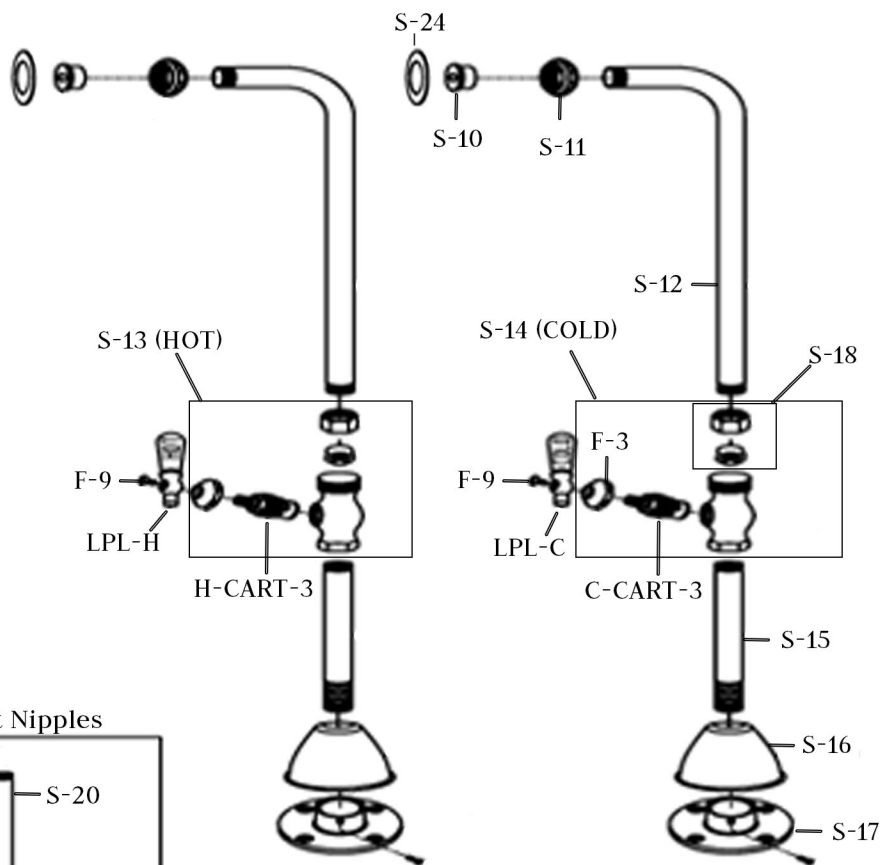 S-24
S-10
S-11
S-12
S-13 (HOT)
S-14 (COLD)
S-18
F-3
F-9
F-9
LPL-H
LPL-C
H-CART-3
C-CART-3
S-15
Nipples
S-16
S-20
S-17